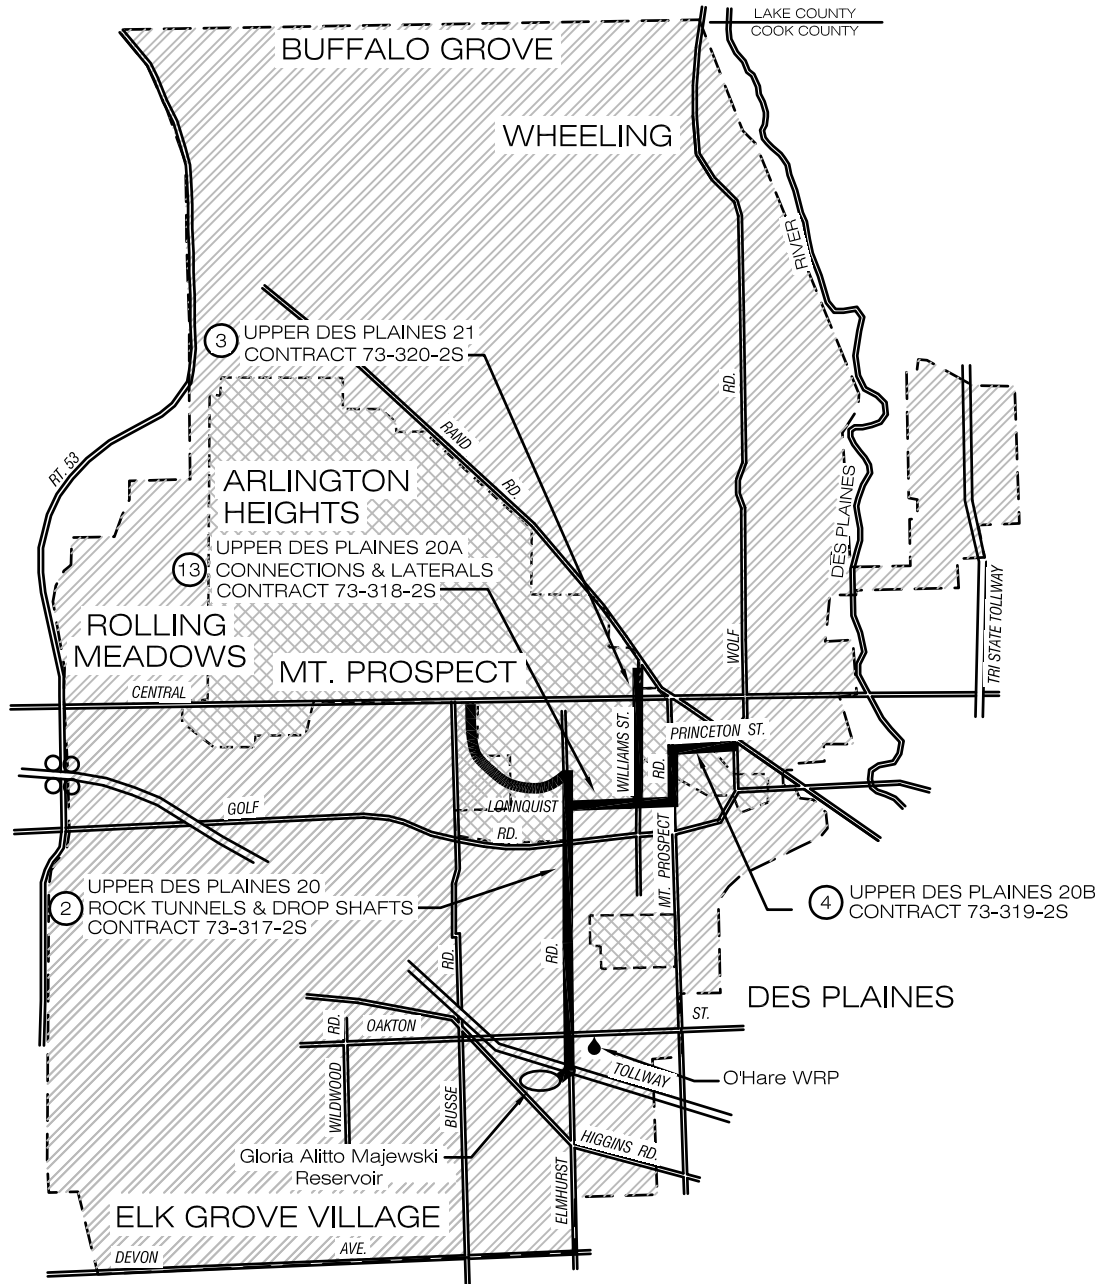 LAKE COUNTY
COOK COUNTY
BUFFALO GROVE
WHEELING
RIVER
3
UPPER DES PLAINES 21
CONTRACT 73-320-2S
RD.
RAND
RD.
RT. 53
ARLINGTON
HEIGHTS
DES PLAINES
13
UPPER DES PLAINES 20A
CONNECTIONS & LATERALS
CONTRACT 73-318-2S
TRI STATE TOLLWAY
ROLLING
MEADOWS
WOLF
MT. PROSPECT
CENTRAL
WILLIAMS ST.
PRINCETON ST.
RD.
GOLF
LONNQUIST
RD.
MT. PROSPECT
2
UPPER DES PLAINES 20
ROCK TUNNELS & DROP SHAFTS
CONTRACT 73-317-2S
4
UPPER DES PLAINES 20B
CONTRACT 73-319-2S
RD.
RD.
DES PLAINES
RD.
OAKTON
ST.
TOLLWAY
O'Hare WRP
WILDWOOD
BUSSE
HIGGINS RD.
Gloria Alitto Majewski
Reservoir
ELMHURST
ELK GROVE VILLAGE
DEVON
AVE.